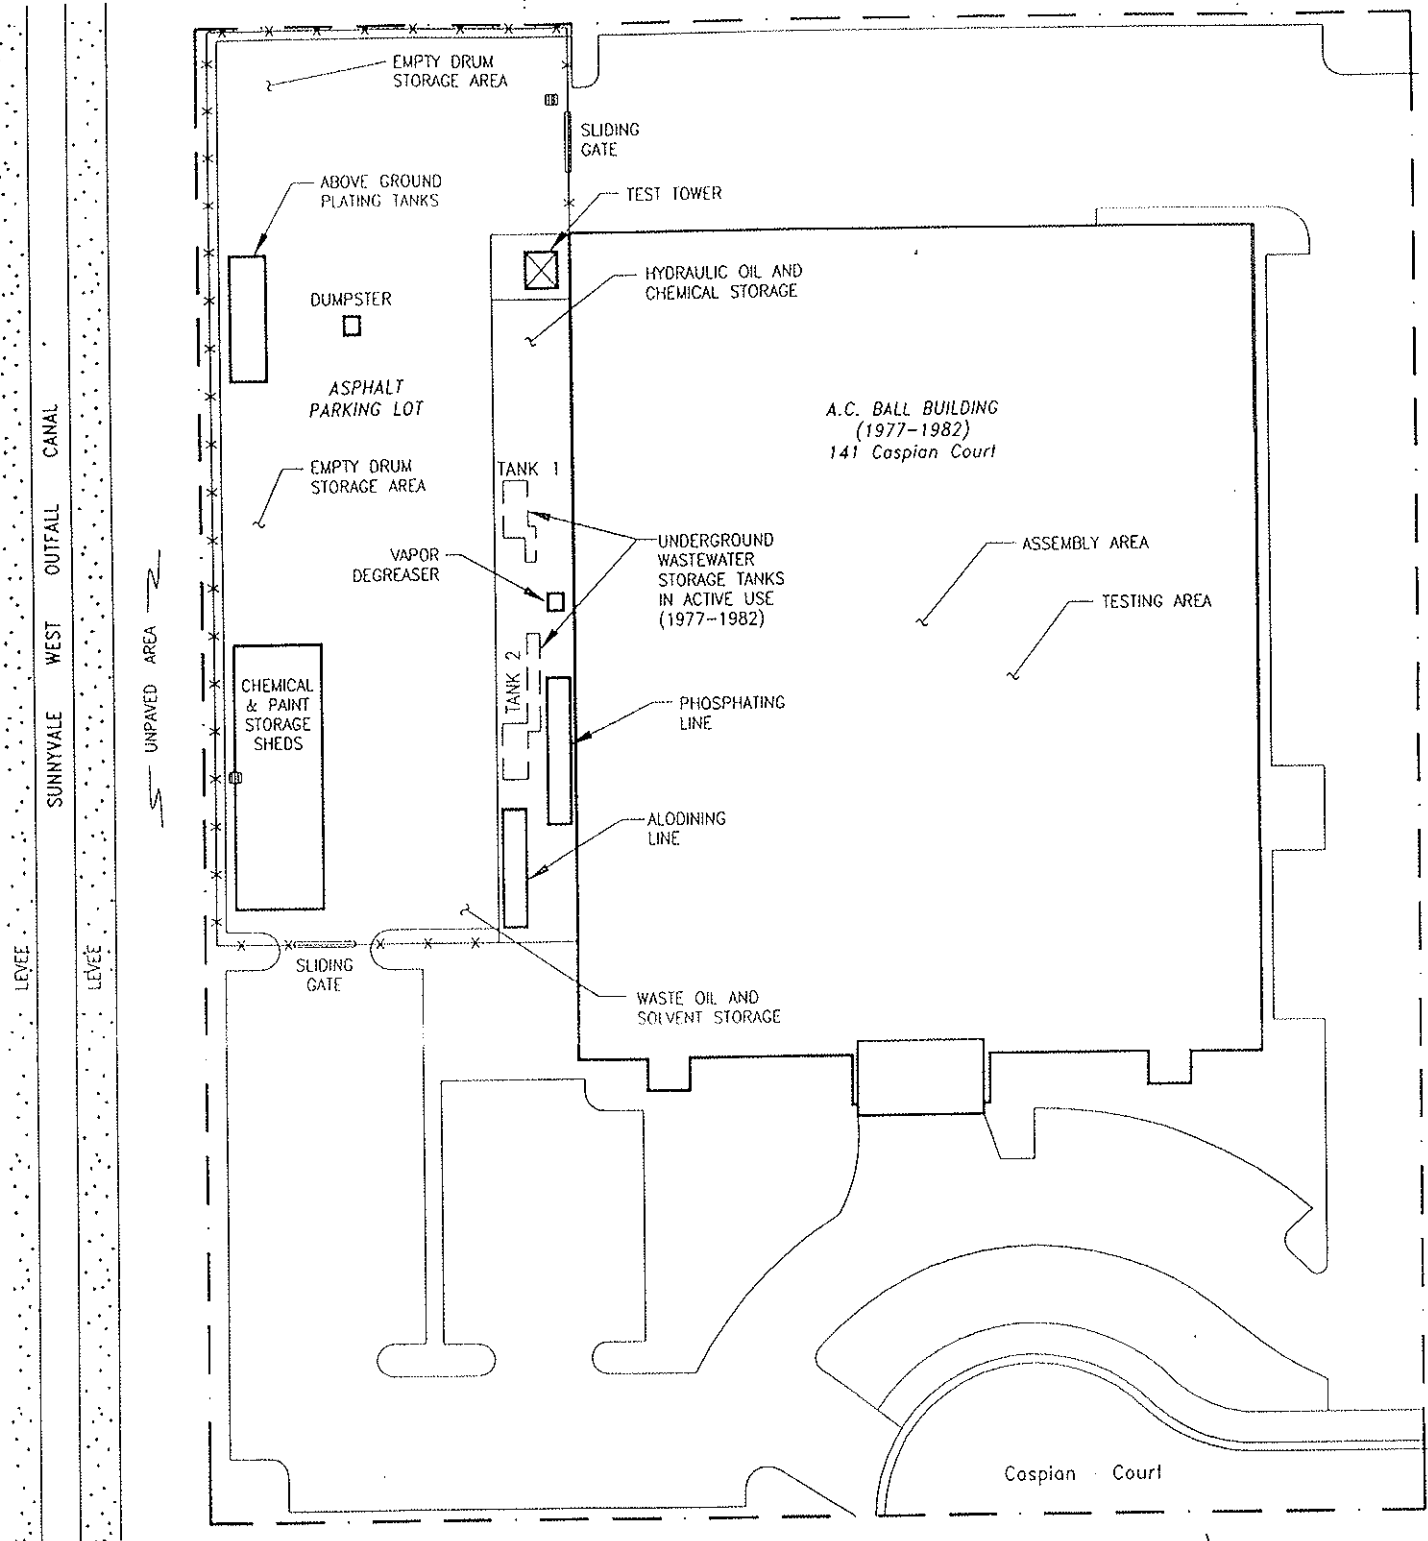 EMPTY DRUM
STORAGE AREA
SLIDING
GATE
ABOVE GROUND
PLATING TANKS
TEST TOWER
HYDRAULIC OIL AND
CHEMICAL STORAGE
DUMPSTER
ASPHALT
PARKING LOT
A.C. BALL BUILDING
(1977-1982)
141 Caspian Court
EMPTY DRUM
STORAGE AREA
TANK 1
VAPOR
DEGREASER
UNDERGROUND
WASTEWATER
STORAGE TANKS
IN ACTIVE USE
(1977-1982)
ASSEMBLY AREA
TESTING AREA
SUNNYVALE WEST OUTFALL CANAL
UNPAVED AREA
TANK 2
CHEMICAL
& PAINT
STORAGE
SHEDS
PHOSPHATING
LINE
ALODINING
LINE
LEVEE
LEVEE
SLIDING
GATE
WASTE OIL AND
SOLVENT STORAGE
Caspian Court